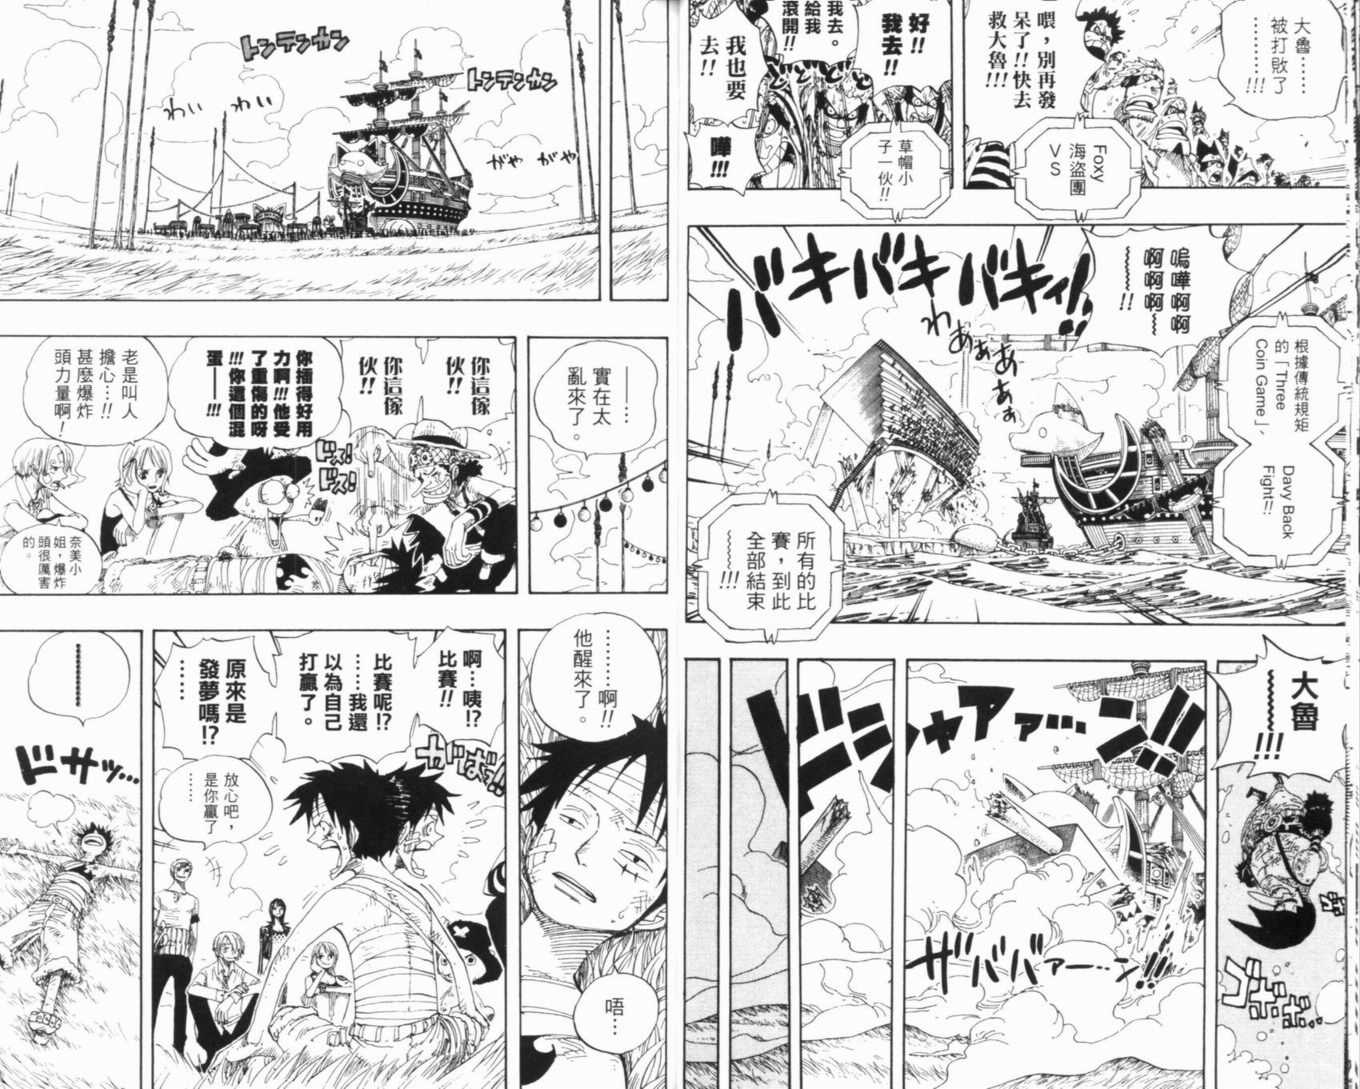 大魯……
被打敗了
………!!!
喂，別再發
呆了!!快去
救大魯!!!
Foxy
海盜團
VS
好!!
我去!!
我去。
給我
滾開!!
我也要
去!!
嘩!!!
草帽小
子一伙!!
嗚嘩啊啊
啊啊啊~
~~~~!!
バキバキバキィ!!
わぁぁぁぁぁ
根據傳統規矩
的「Three
Coin Game」、
Davy Back
Fight!!!
所有的比
賽，到此
全部結束
~~!!!
大魯
~~~!!!
ゴボゴボ…
ドシャアアァァ…ン!!
ザババァー…ン!!
トンテンカン
トンテンカン
わい わい
がや がや
……
實在太
亂來了。
你這傢
伙!!
你這傢
伙!!
你插得好用
力啊!!!他受
了重傷的呀
!!!你這個混
蛋——!!!
ドス!
ドス!
老是叫人
擔心…!!
甚麼爆炸
頭力量啊!
奈美小
姐，爆炸
頭很厲害
的。
………啊!!
他醒來了。
唔…
啊…咦!?
比賽!!
比賽呢!?
……我還
以為自己
打贏了。
原來是
發夢嗎!?
……
がばぁ!!
放心吧，
是你贏了
……
…………
ドサッ…